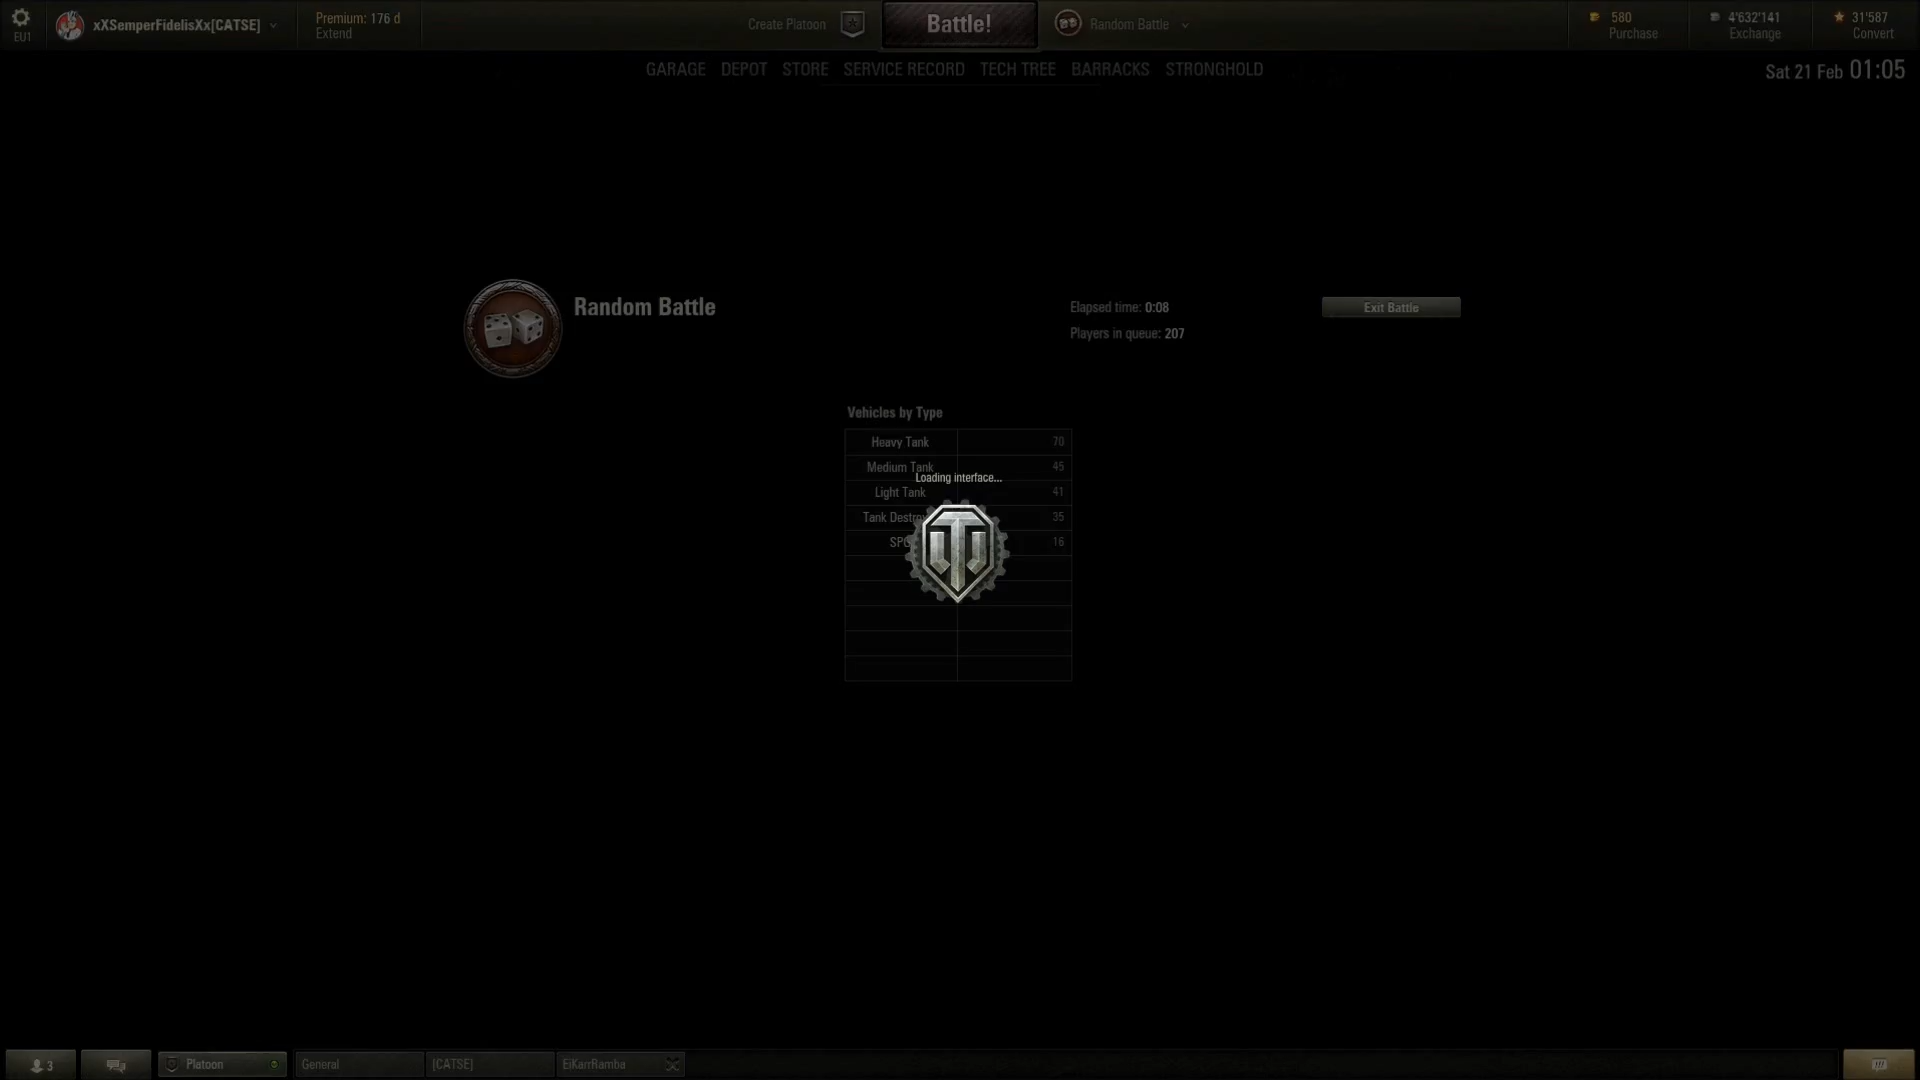 EU1
xXSemperFidelisXx[CATSE]
Premium: 176 d
Extend
Create Platoon
Battle!
Random Battle
580
Purchase
4'632'141
Exchange
31'587
Convert
GARAGE DEPOT STORE SERVICE RECORD TECH TREE BARRACKS STRONGHOLD
Sat 21 Feb 01:05
Random Battle
Elapsed time: 0:08
Players in queue: 207
Exit Battle
Vehicles by Type
Heavy Tank 70
Medium Tank 45
Loading interface...
Light Tank 41
Tank Destro 35
SPG 16
3
Platoon
General
[CATSE]
EiKarrRamba